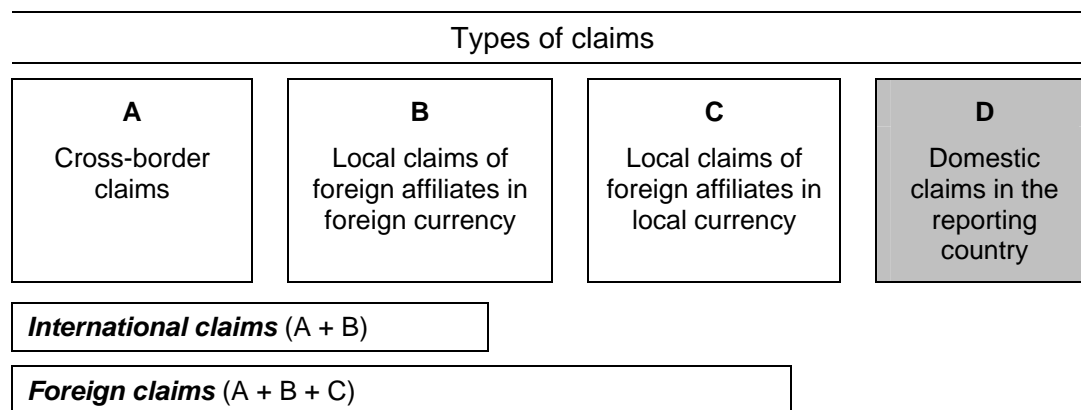 Types of claims
A
Cross-border
claims
B
Local claims of
foreign affiliates in
foreign currency
C
Local claims of
foreign affiliates in
local currency
D
Domestic
claims in the
reporting
country
International claims (A + B)
Foreign claims (A + B + C)